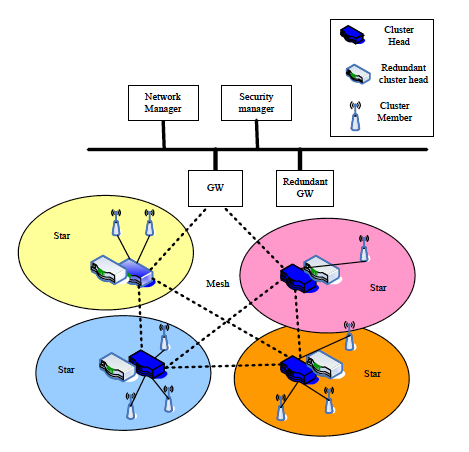 Cluster
Head
Redundant
cluster head
Cluster
Member
Network
Manager
Security
manager
GW
Redundant
GW
Star
Mesh
Star
Star
Star